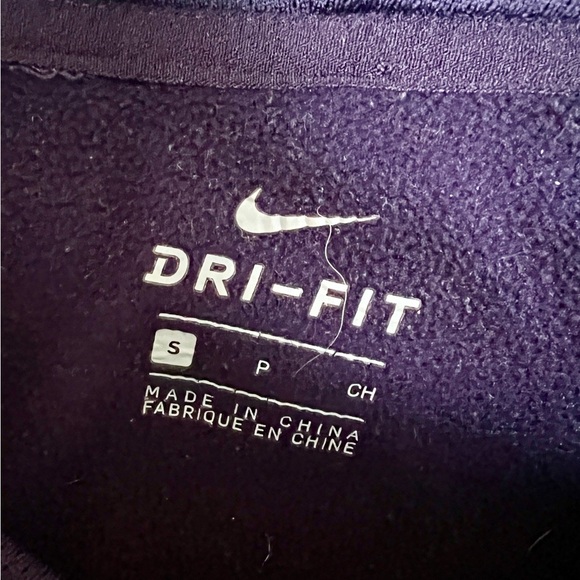 DRI-FIT
S P CH
MADE IN CHINA
FABRIQUE EN CHINE